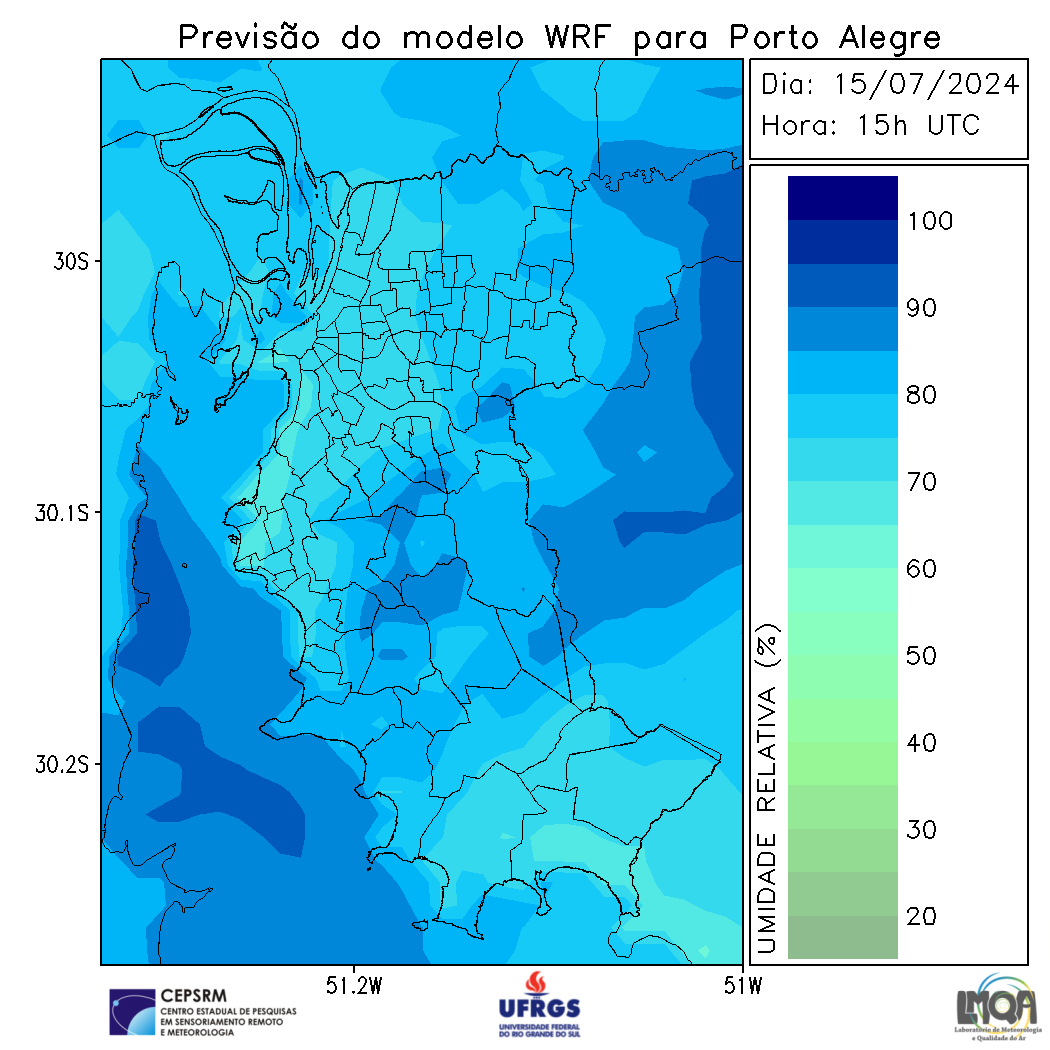 Previsão do modelo WRF para Porto Alegre
Dia: 15/07/2024
Hora: 15h UTC
30S
30.1S
30.2S
51.2W
51W
100
90
80
70
60
50
40
30
20
UMIDADE RELATIVA (%)
CEPSRM
CENTRO ESTADUAL DE PESQUISAS
EM SENSORIAMENTO REMOTO
E METEOROLOGIA
UFRGS
UNIVERSIDADE FEDERAL
DO RIO GRANDE DO SUL
LMQA
Laboratório de Meteorologia
e Qualidade do Ar